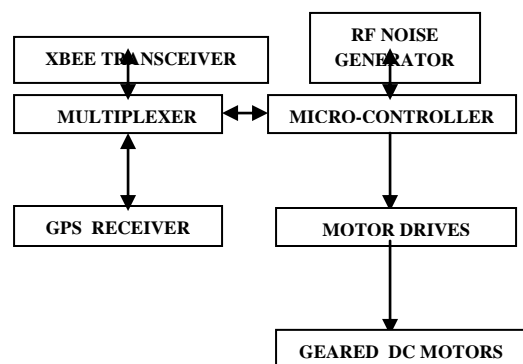 XBEE TRANSCEIVER
RF NOISE
GENERATOR
MULTIPLEXER
MICRO-CONTROLLER
GPS RECEIVER
MOTOR DRIVES
GEARED DC MOTORS